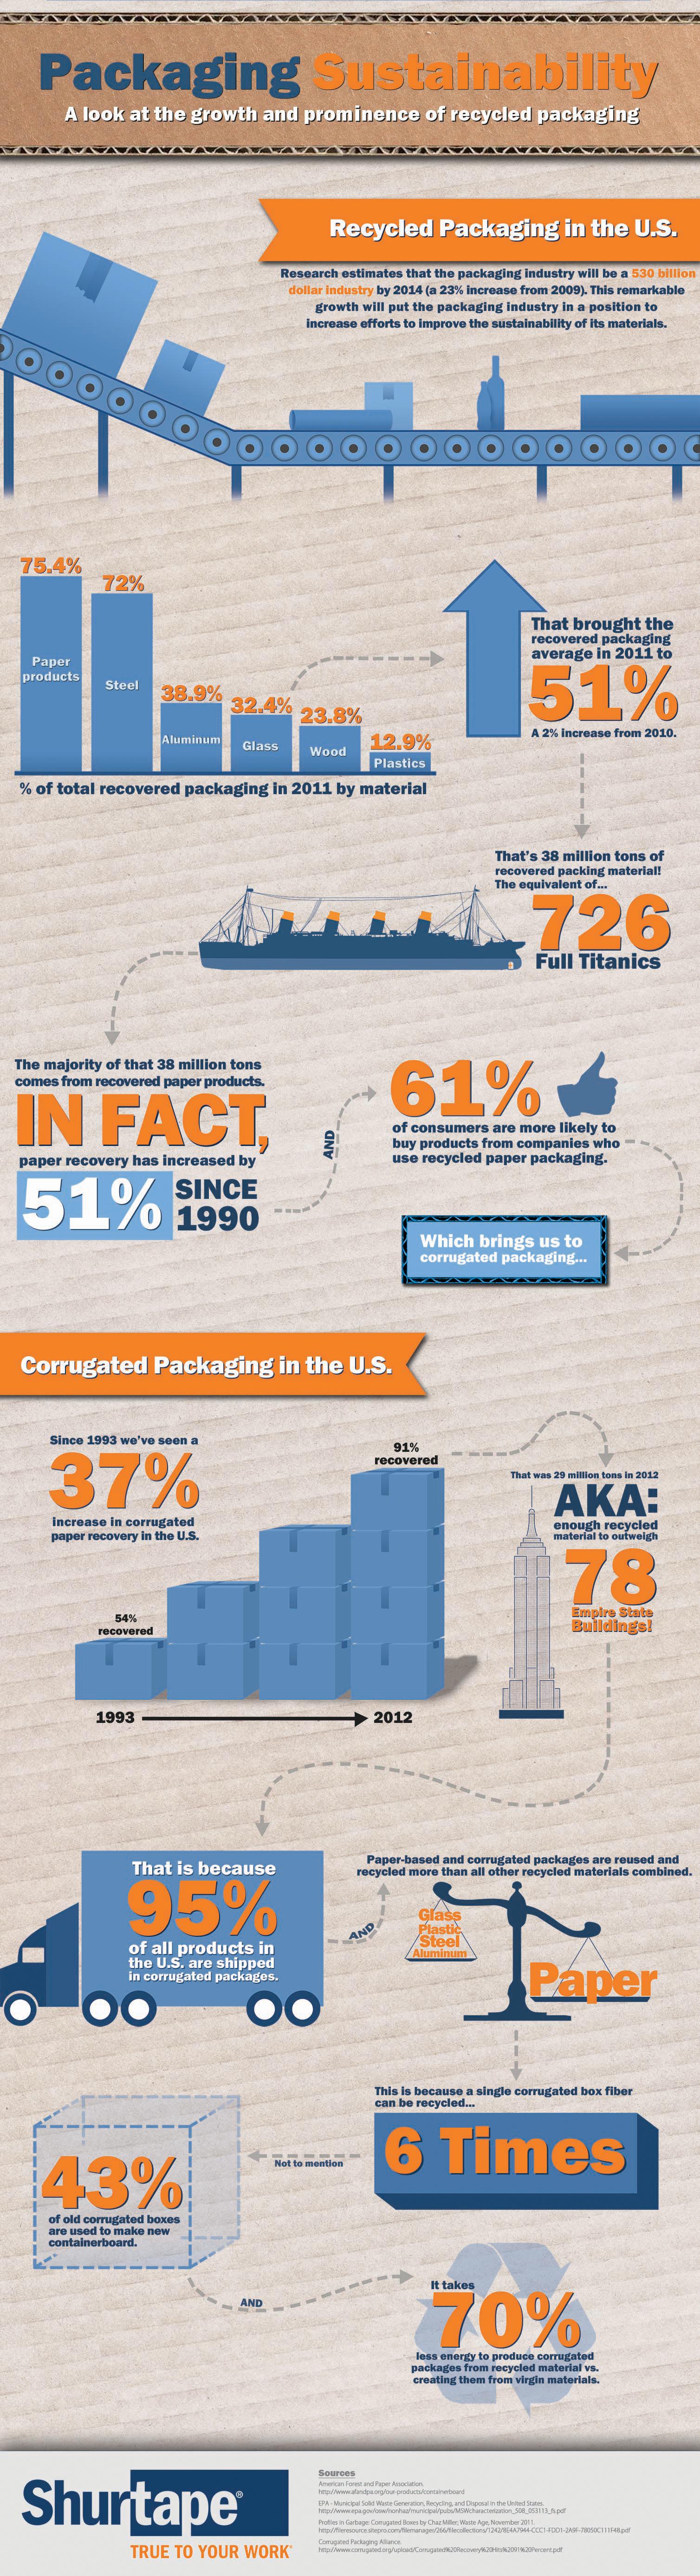 Packaging Sustainability
A look at the growth and prominence of recycled packaging
Recycled Packaging in the U.S.
Research estimates that the packaging industry will be a 530 billion
dollar industry by 2014 (a 23% increase from 2009). This remarkable
growth will put the packaging industry in a position to
increase efforts to improve the sustainability of its materials.
75.4%
Paper
products
72%
Steel
38.9%
Aluminum
32.4%
Glass
23.8%
Wood
12.9%
Plastics
% of total recovered packaging in 2011 by material
That brought the
recovered packaging
average in 2011 to
51%
A 2% increase from 2010.
That's 38 million tons of
recovered packing material!
The equivalent of...
726
Full Titanics
The majority of that 38 million tons
comes from recovered paper products.
IN FACT,
paper recovery has increased by
51% SINCE
1990
AND
61%
of consumers are more likely to
buy products from companies who
use recycled paper packaging.
Which brings us to
corrugated packaging...
Corrugated Packaging in the U.S.
Since 1993 we've seen a
37%
increase in corrugated
paper recovery in the U.S.
54%
recovered
91%
recovered
1993
2012
That was 29 million tons in 2012
AKA:
enough recycled
material to outweigh
78
Empire State
Buildings!
That is because
95%
of all products in
the U.S. are shipped
in corrugated packages.
AND
Paper-based and corrugated packages are reused and
recycled more than all other recycled materials combined.
Glass
Plastic
Steel
Aluminum
Paper
This is because a single corrugated box fiber
can be recycled...
6 Times
Not to mention
43%
of old corrugated boxes
are used to make new
containerboard.
AND
It takes
70%
less energy to produce corrugated
packages from recycled material vs.
creating them from virgin materials.
Shurtape®
TRUE TO YOUR WORK
Sources
American Forest and Paper Association.
http://www.afandpa.org/our-products/containerboard
EPA - Municipal Solid Waste Generation, Recycling, and Disposal in the United States.
http://www.epa.gov/osw/nonhaz/municipal/pubs/MSWcharacterization_508_053113_fs.pdf
Profiles in Garbage: Corrugated Boxes by Chaz Miller; Waste Age, November 2011.
http://fileresource.sitepro1.com/filemanager/266/filecollections/1242/8E4A7944-CCC1-FDD1-2A9F-78050C111F4B.pdf
Corrugated Packaging Alliance.
http://www.corrugated.org/upload/Corrugated%20Recovery%20Hits%2091%20Percent.pdf